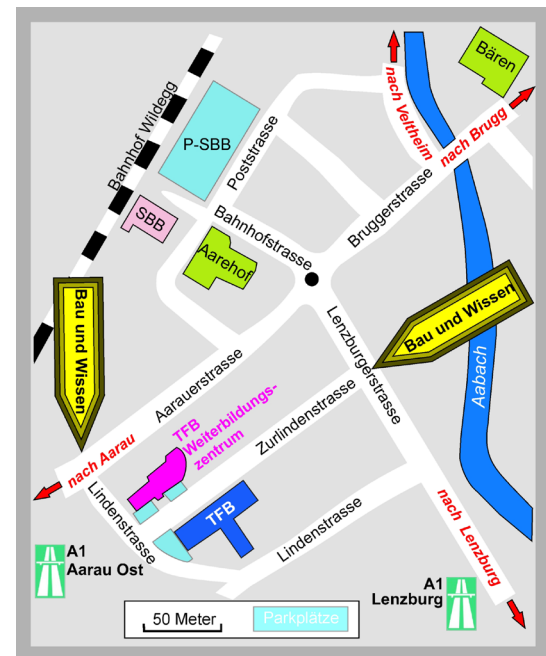 Bären
nach Veltheim
nach Brugg
Bahnhof Wildegg
P-SBB
Poststrasse
SBB
Bahnhofstrasse
Bruggerstrasse
Aarehof
Bau und Wissen
Bau und Wissen
Lenzburgerstrasse
Aabach
Aarauerstrasse
TFB
Weiterbildungs-
zentrum
Zurlindenstrasse
nach Aarau
Lindenstrasse
TFB
Lindenstrasse
nach Lenzburg
A1
Aarau Ost
A1
Lenzburg
50 Meter
Parkplätze